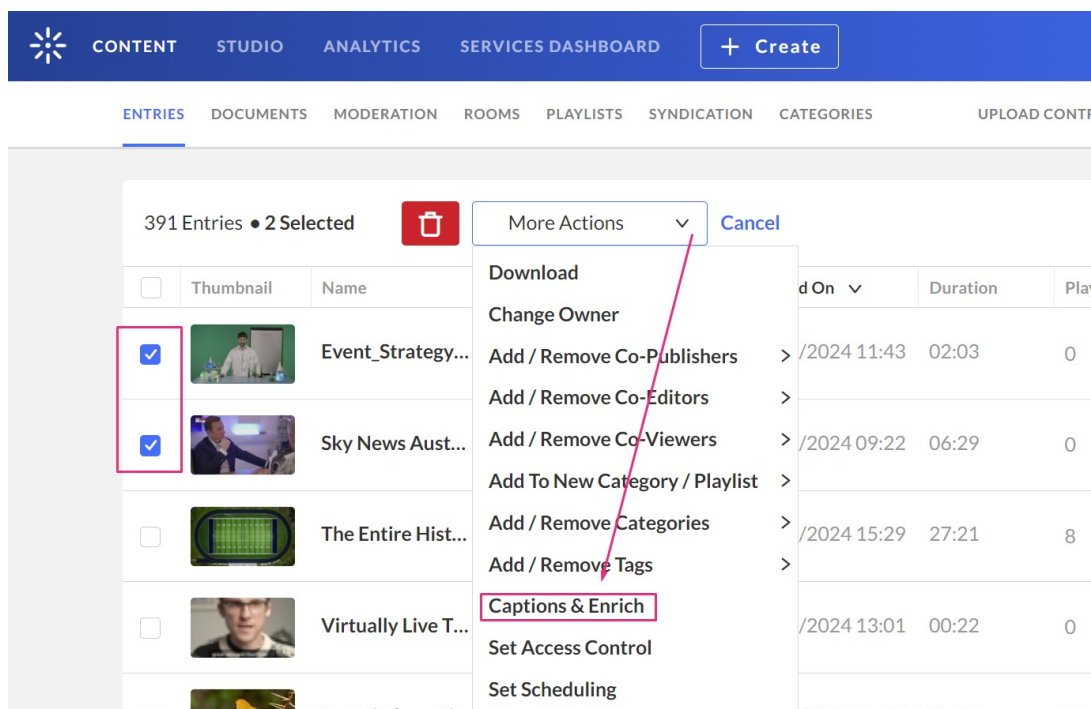 CONTENT STUDIO ANALYTICS SERVICES DASHBOARD + Create
ENTRIES DOCUMENTS MODERATION ROOMS PLAYLISTS SYNDICATION CATEGORIES UPLOAD CONTR
391 Entries • 2 Selected More Actions Cancel
Thumbnail Name d On Duration Pla
Download
Change Owner
Event_Strategy... Add / Remove Co-Publishers /2024 11:43 02:03 0
Add / Remove Co-Editors
Sky News Aust... Add / Remove Co-Viewers /2024 09:22 06:29 0
Add To New Category / Playlist
The Entire Hist... Add / Remove Categories /2024 15:29 27:21 8
Add / Remove Tags
Captions & Enrich
Virtually Live T... /2024 13:01 00:22 0
Set Access Control
Set Scheduling